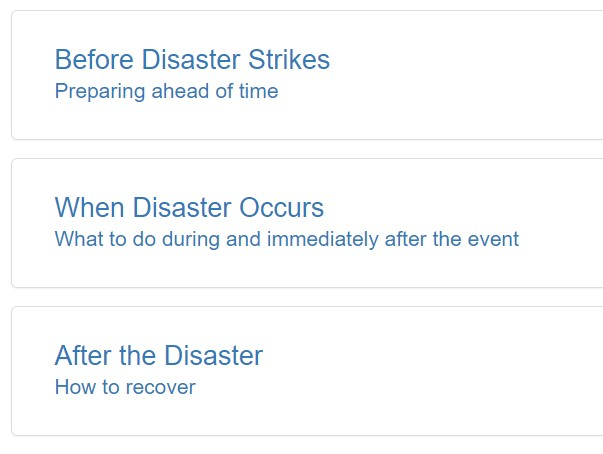 Before Disaster Strikes
Preparing ahead of time
When Disaster Occurs
What to do during and immediately after the event
After the Disaster
How to recover